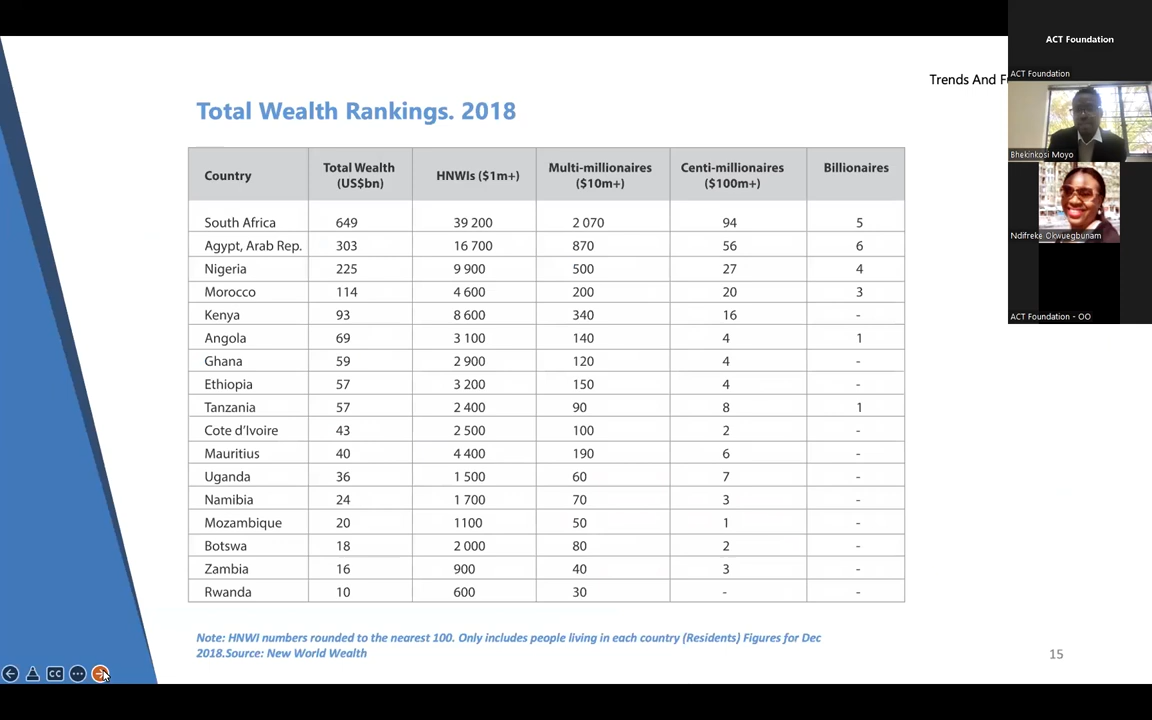 ACT Foundation
ACT Foundation
Trends And F
Bhekinkosi Moyo
Ndifreke Okwuegbunam
ACT Foundation - OO
Total Wealth Rankings. 2018
Country Total Wealth (US$bn) HNWIs ($1m+) Multi-millionaires ($10m+) Centi-millionaires ($100m+) Billionaires
South Africa 649 39 200 2 070 94 5
Agypt, Arab Rep. 303 16 700 870 56 6
Nigeria 225 9 900 500 27 4
Morocco 114 4 600 200 20 3
Kenya 93 8 600 340 16 -
Angola 69 3 100 140 4 1
Ghana 59 2 900 120 4 -
Ethiopia 57 3 200 150 4 -
Tanzania 57 2 400 90 8 1
Cote d'Ivoire 43 2 500 100 2 -
Mauritius 40 4 400 190 6 -
Uganda 36 1 500 60 7 -
Namibia 24 1 700 70 3 -
Mozambique 20 1100 50 1 -
Botswa 18 2 000 80 2 -
Zambia 16 900 40 3 -
Rwanda 10 600 30 - -
Note: HNWI numbers rounded to the nearest 100. Only includes people living in each country (Residents) Figures for Dec
2018.Source: New World Wealth
15
CC